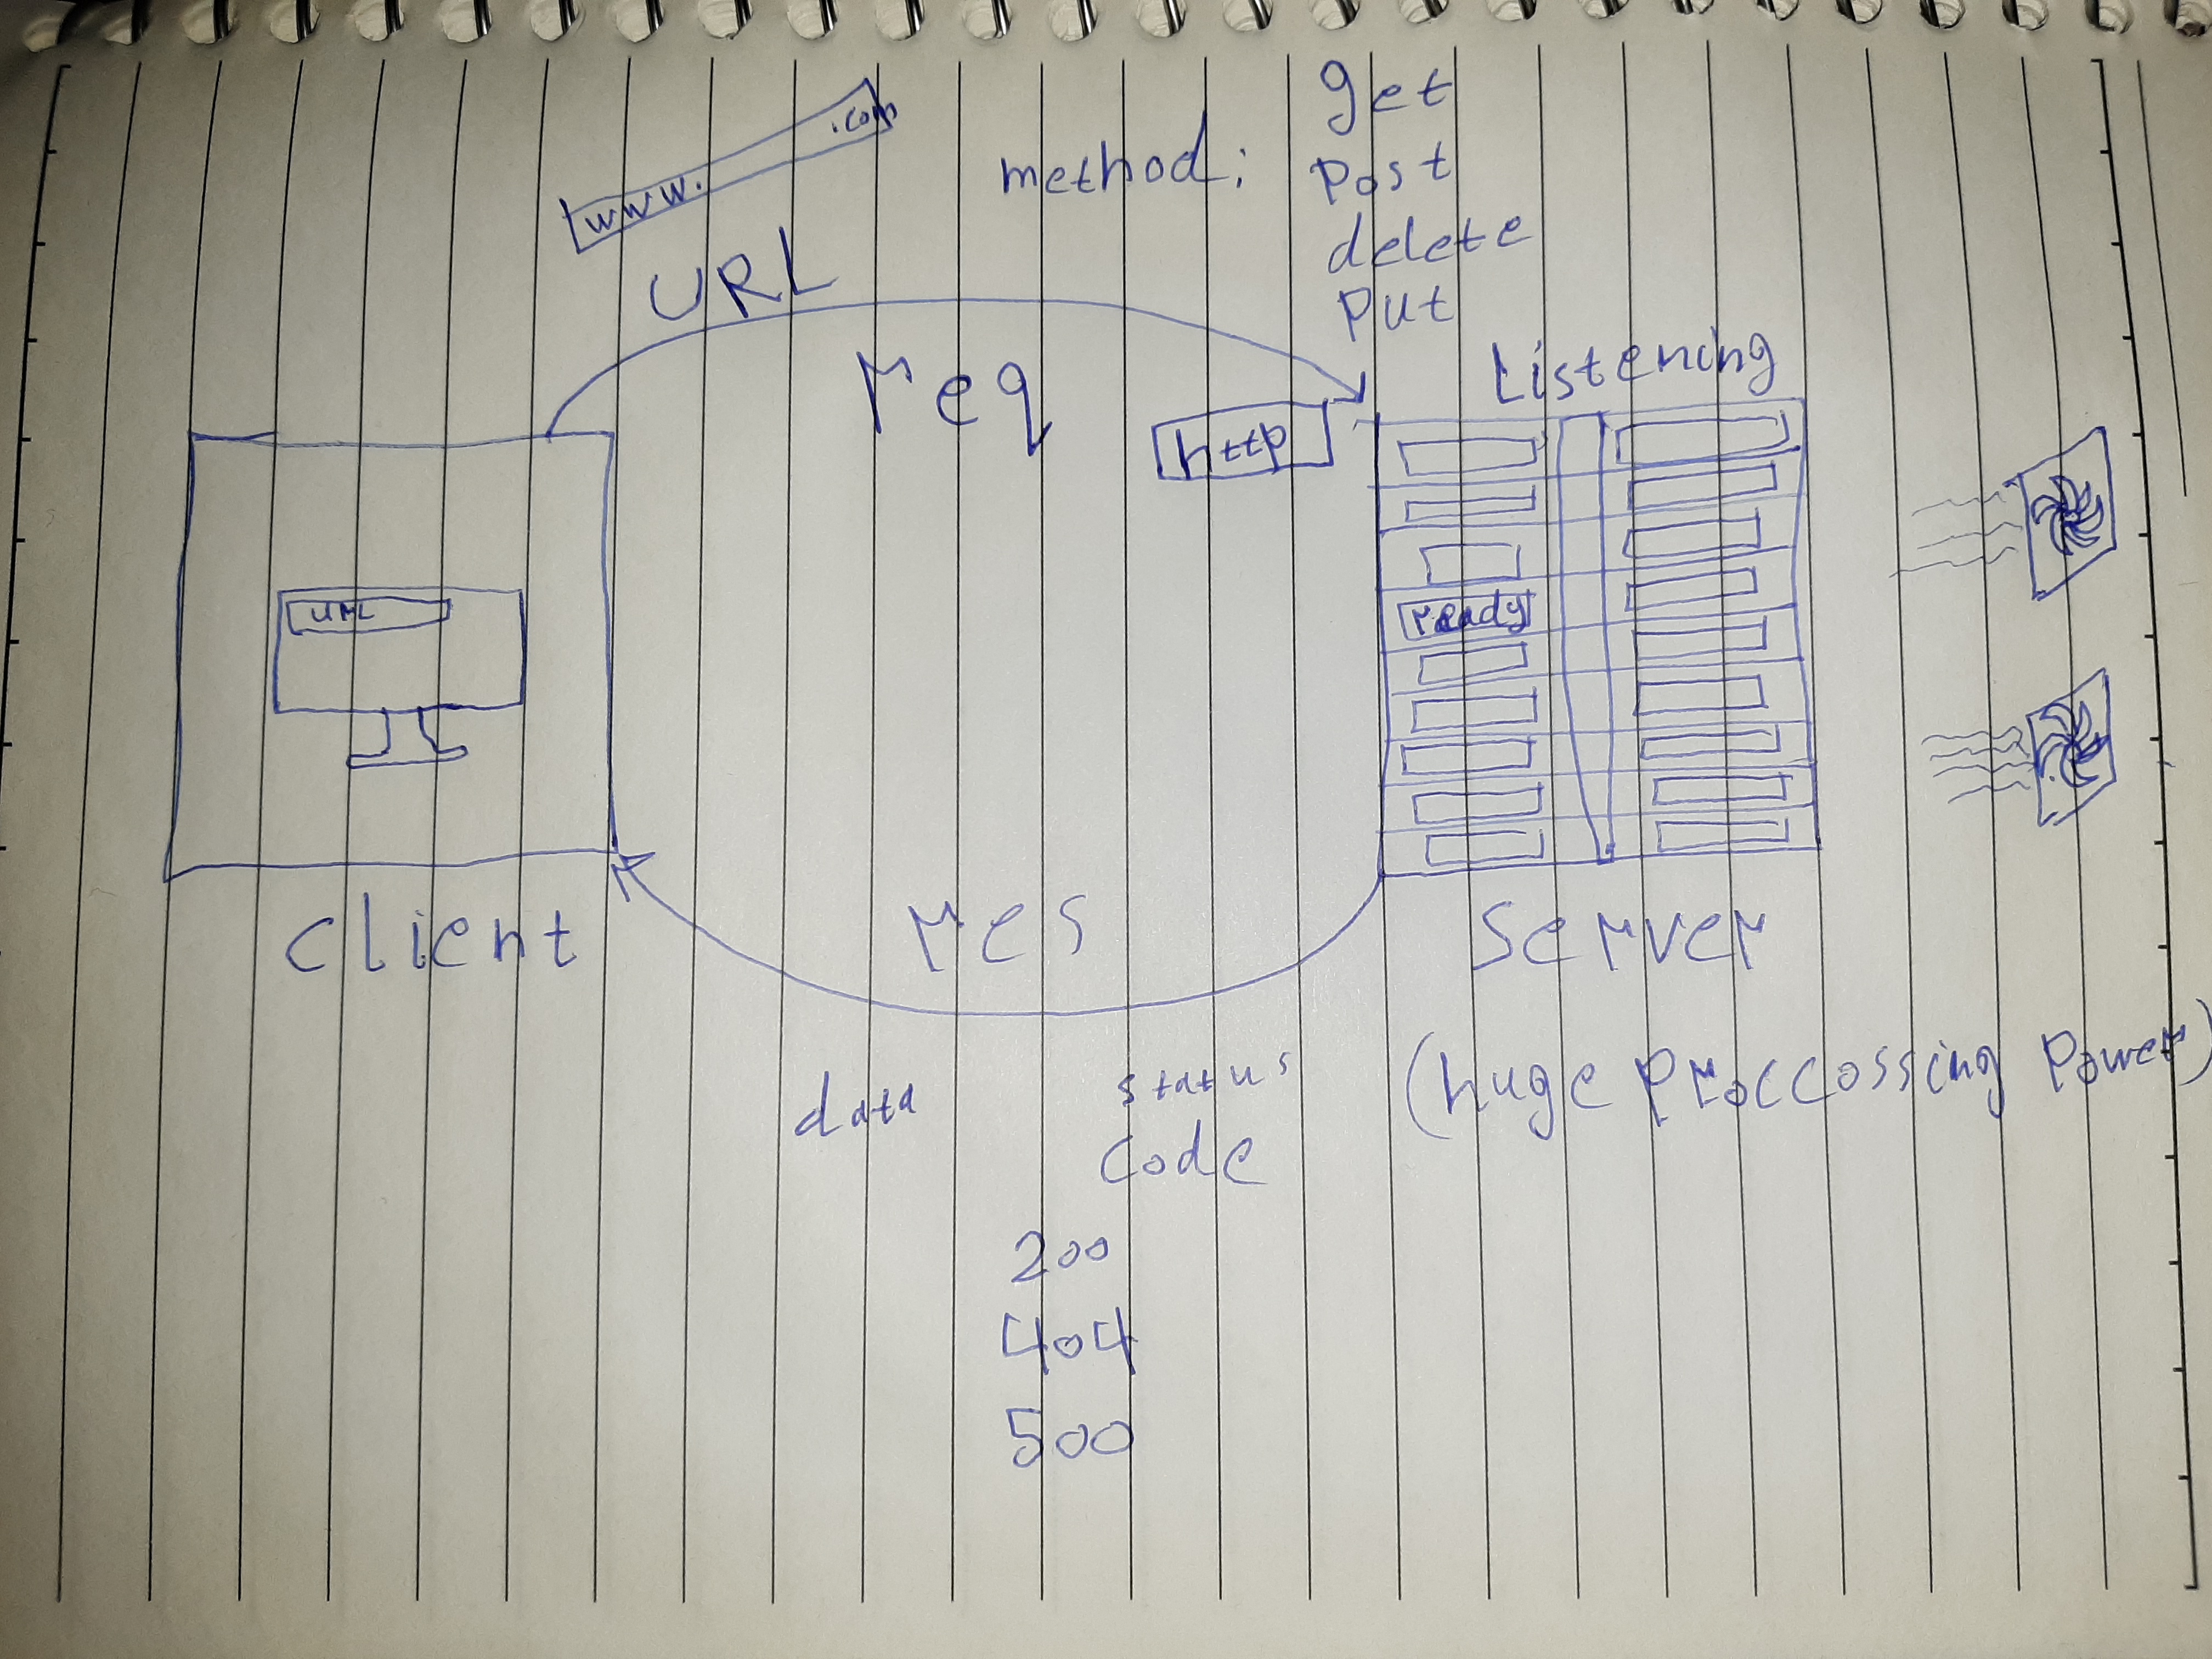 www. .com
method: get
post
delete
put
URL
req
Listening
http
URL
ready
client
res
server
(huge proccossing power)
data
status
code
200
404
500